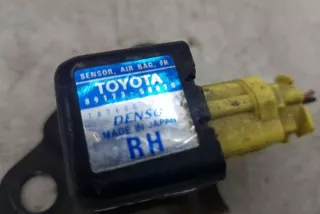 SENSOR, AIR BAG, FR
TOYOTA
DENSO
MADE IN JAPAN
RH